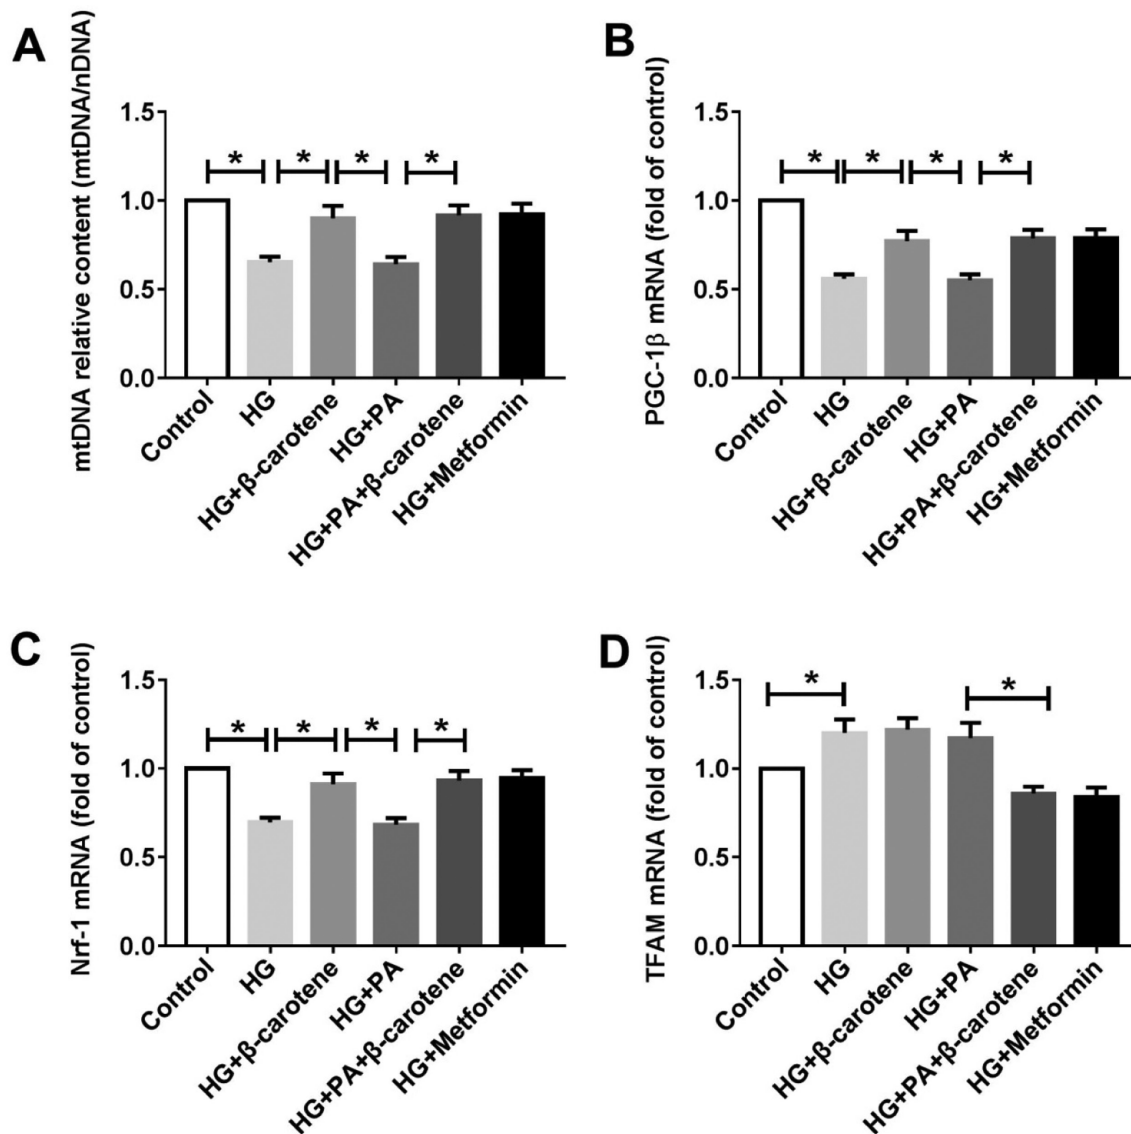 A
mtDNA relative content (mtDNA/nDNA)
1.5
1.0
0.5
0.0
* * * *
Control
HG
HG+β-carotene
HG+PA
HG+PA+β-carotene
HG+Metformin
B
PGC-1β mRNA (fold of control)
1.5
1.0
0.5
0.0
* * * *
Control
HG
HG+β-carotene
HG+PA
HG+PA+β-carotene
HG+Metformin
C
Nrf-1 mRNA (fold of control)
1.5
1.0
0.5
0.0
* * * *
Control
HG
HG+β-carotene
HG+PA
HG+PA+β-carotene
HG+Metformin
D
TFAM mRNA (fold of control)
1.5
1.0
0.5
0.0
* *
Control
HG
HG+β-carotene
HG+PA
HG+PA+β-carotene
HG+Metformin